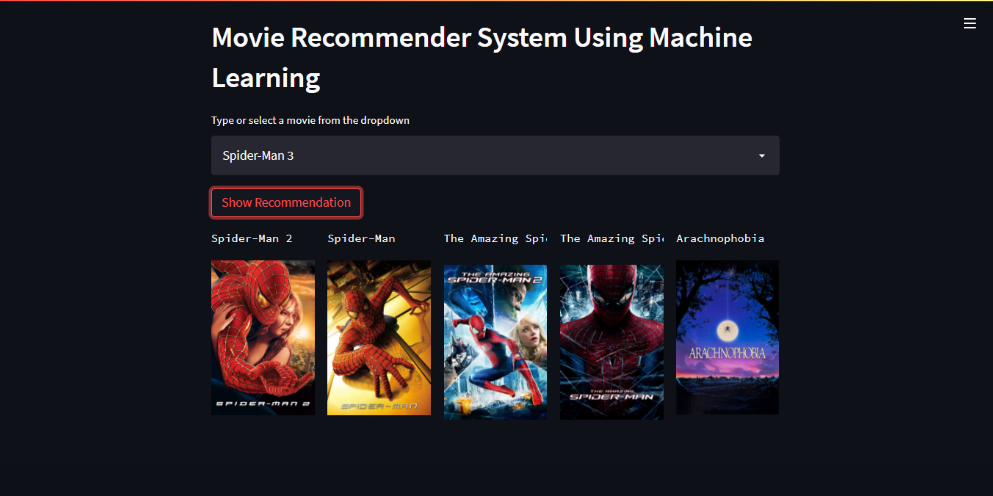 Movie Recommender System Using Machine
Learning
Type or select a movie from the dropdown
Spider-Man 3
Show Recommendation
Spider-Man 2
Spider-Man
The Amazing Spi
The Amazing Spi
Arachnophobia
SPIDER-MAN 2
SPIDER-MAN
THE AMAZING
SPIDER-MAN 2
THE AMAZING
SPIDER-MAN
ARACHNOPHOBIA